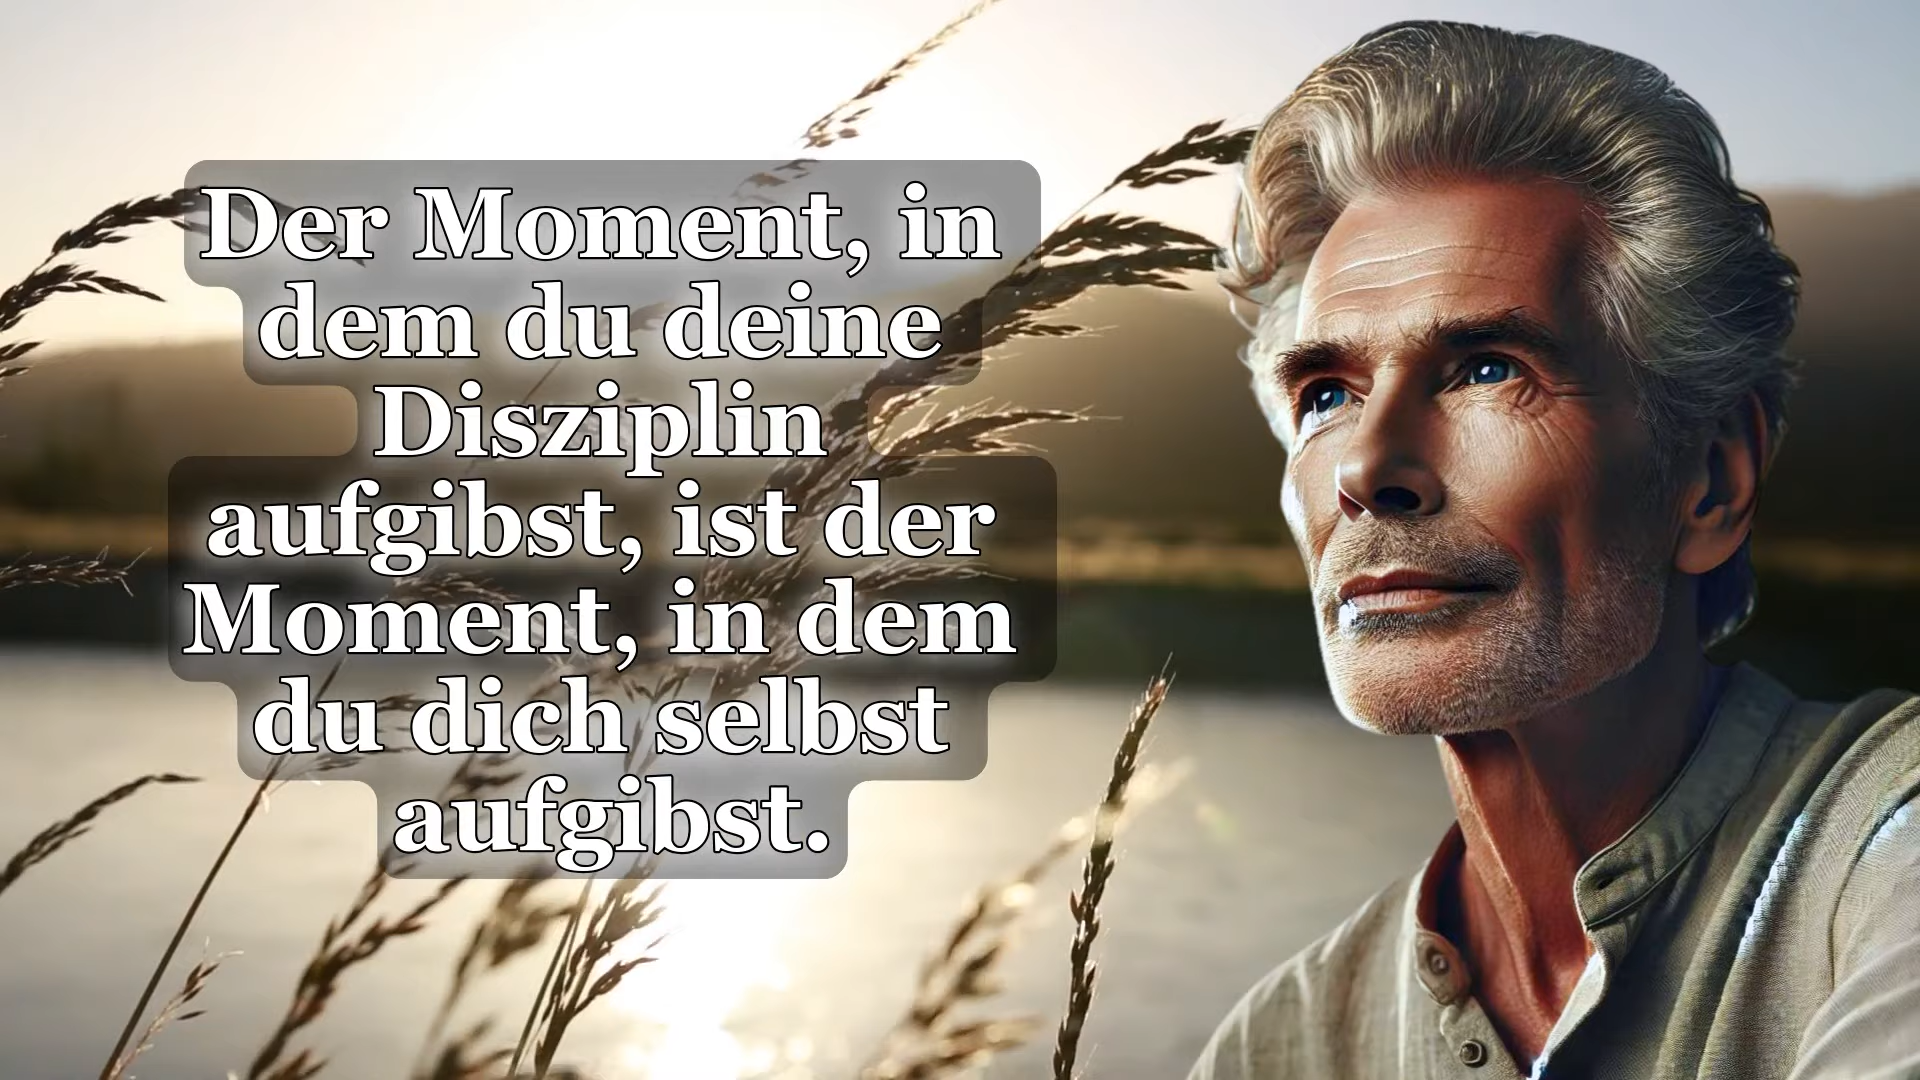 Der Moment, in
dem du deine
Disziplin
aufgibst, ist der
Moment, in dem
du dich selbst
aufgibst.